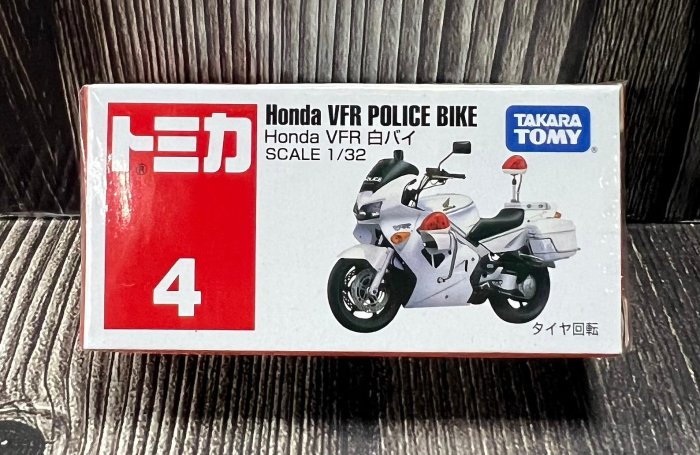 トミカ
®
4
Honda VFR POLICE BIKE
Honda VFR 白バイ
SCALE 1/32
TAKARA
TOMY
®
POLICE
VFR
タイヤ回転